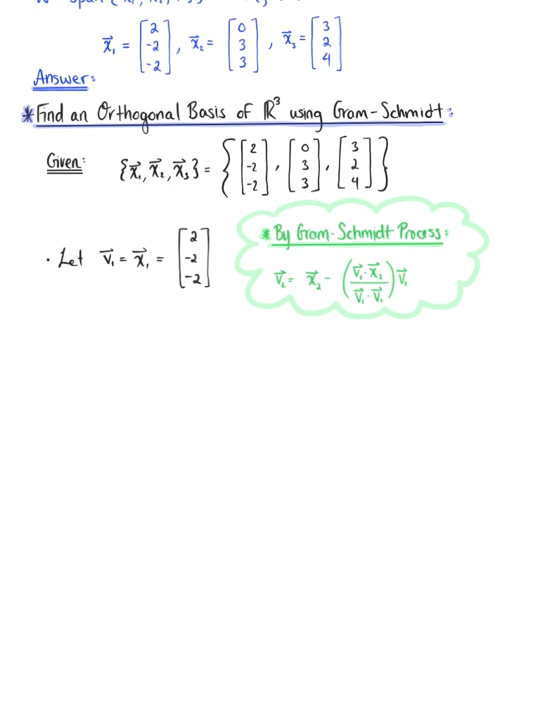 x⃗₁ = [2 -2 -2], x⃗₂ = [0 3 3], x⃗₃ = [3 2 4]
Answer:
*Find an Orthogonal Basis of ℝ³ using Gram-Schmidt:
Given: {x⃗₁, x⃗₂, x⃗₃} = {[2 -2 -2], [0 3 3], [3 2 4]}
• Let v⃗₁ = x⃗₁ = [2 -2 -2]
*By Gram-Schmidt Process:
v⃗₂ = x⃗₂ - (v⃗₁·x⃗₂ / v⃗₁·v⃗₁) v⃗₁